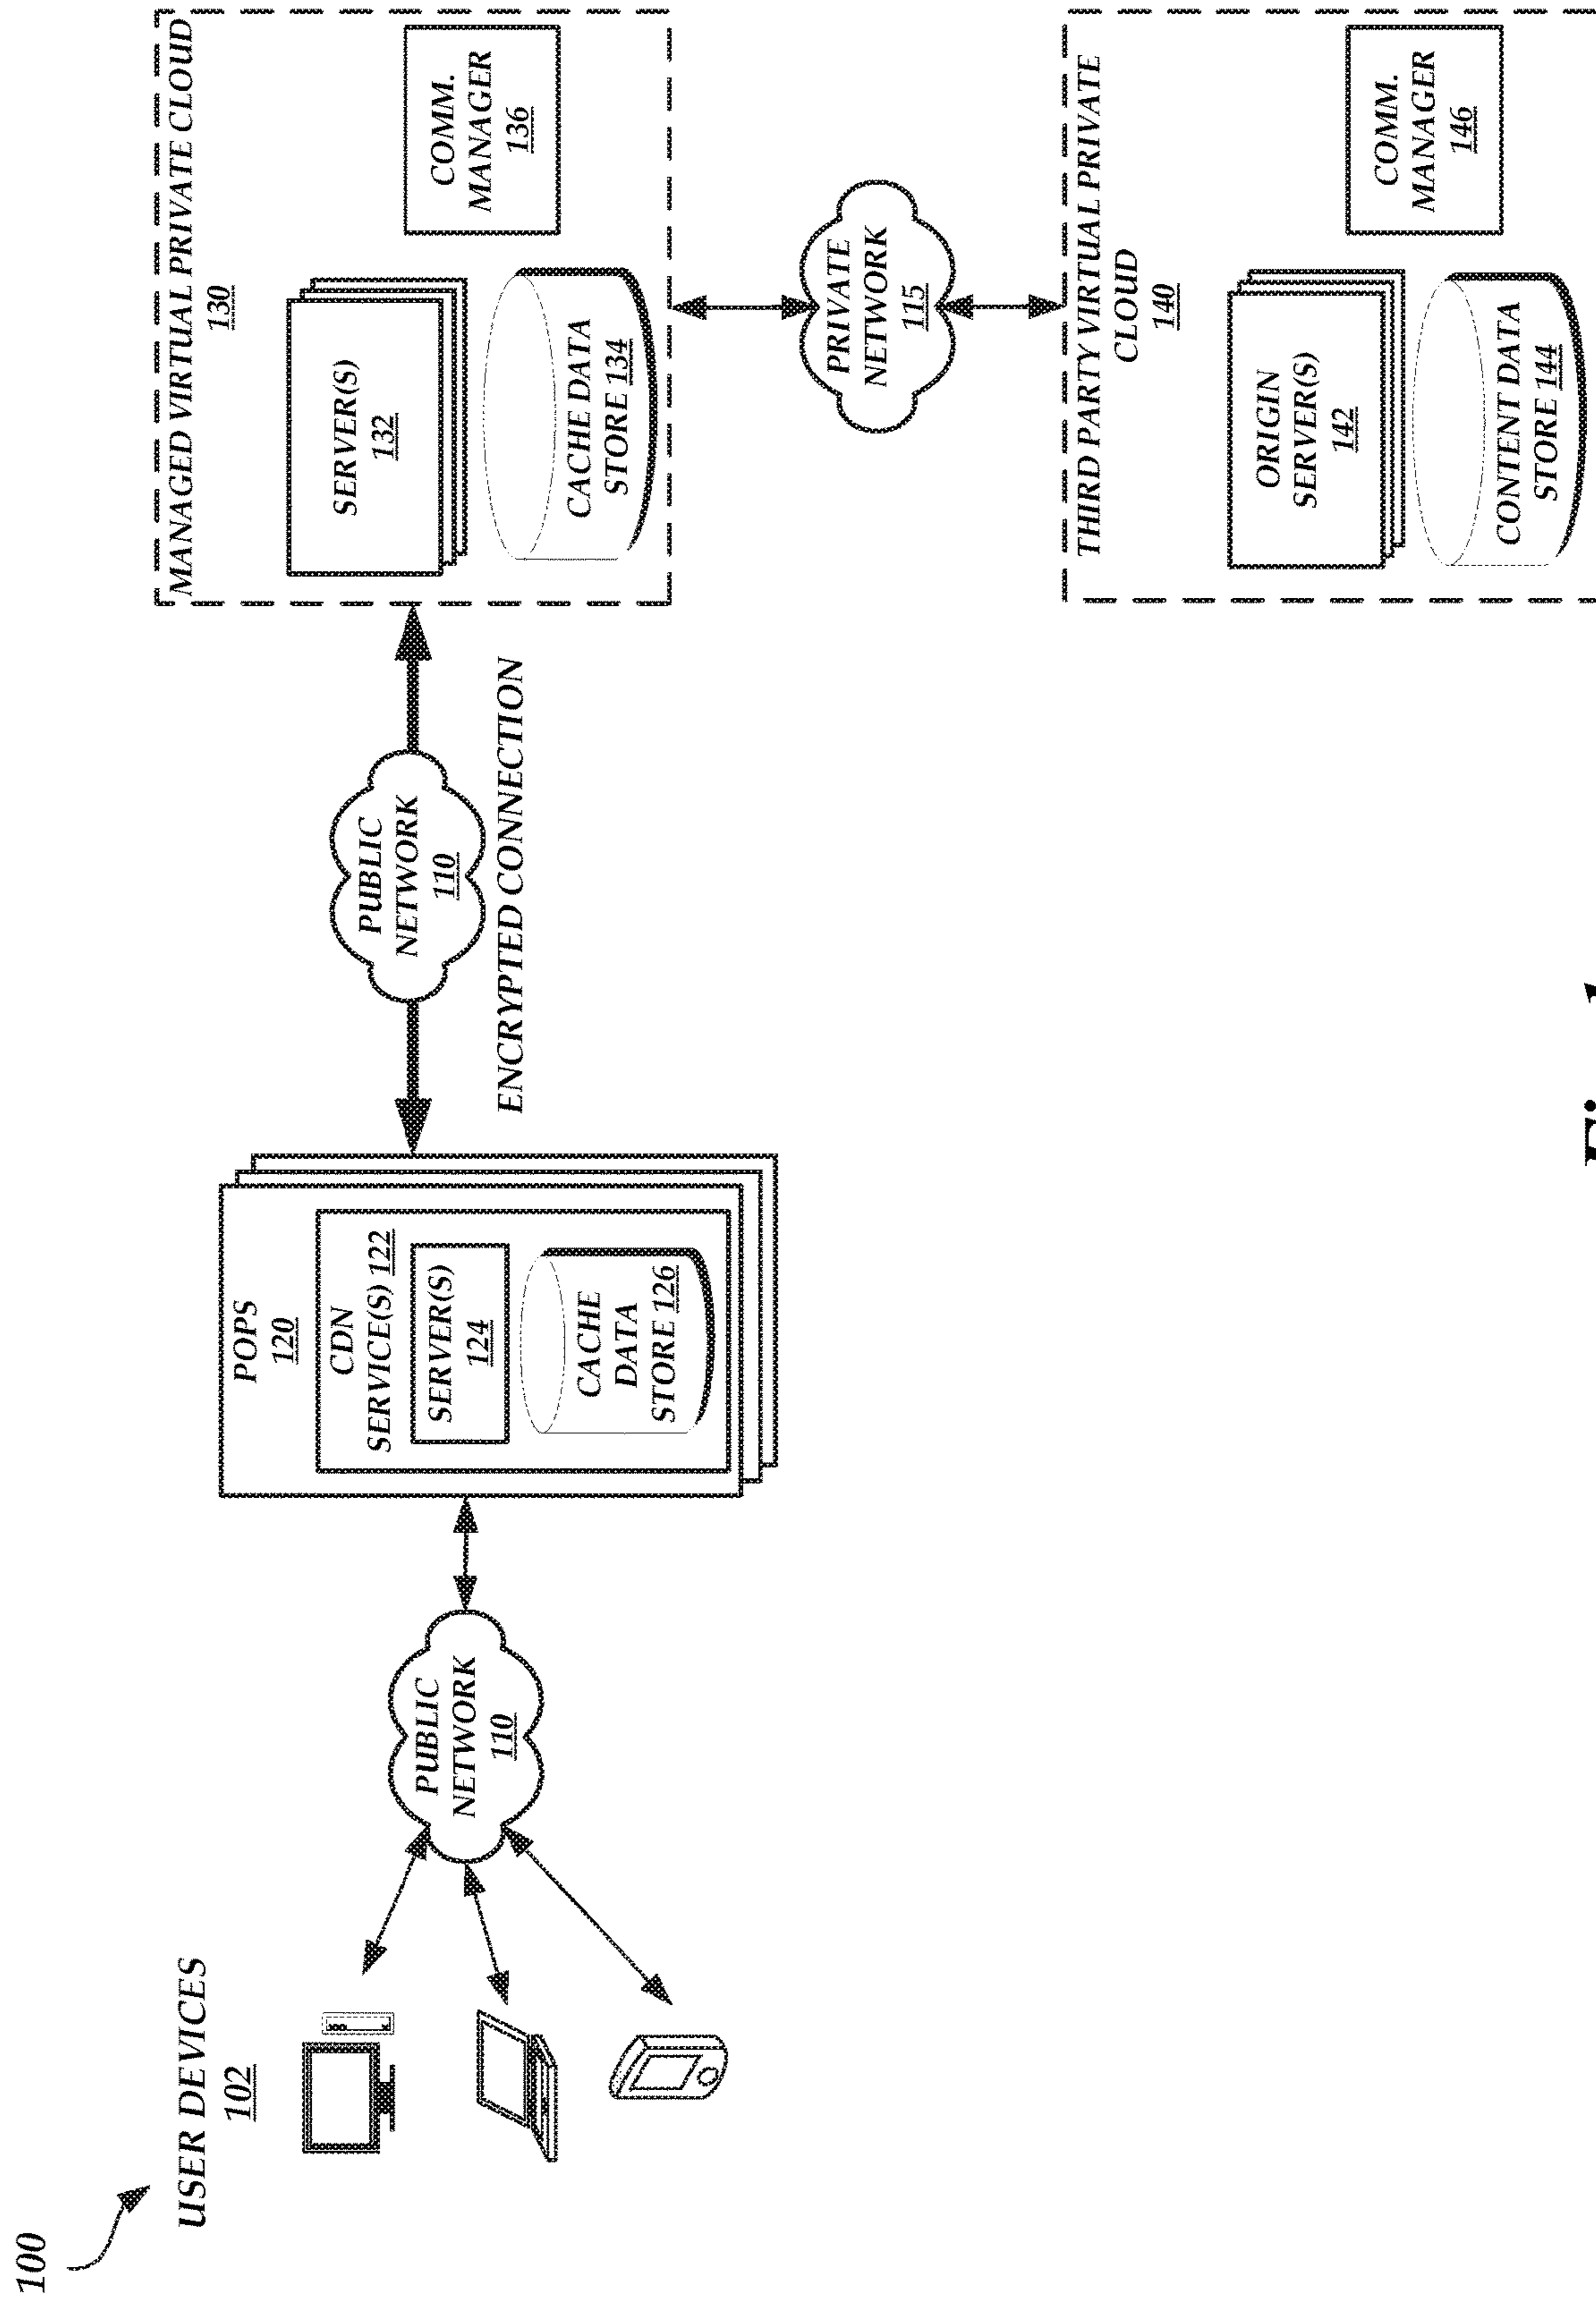 100
USER DEVICES
102
PUBLIC
NETWORK
110
POPS
120
CDN
SERVICE(S) 122
SERVER(S)
124
CACHE
DATA
STORE 126
PUBLIC
NETWORK
110
ENCRYPTED CONNECTION
MANAGED VIRTUAL PRIVATE CLOUD
130
SERVER(S)
132
CACHE DATA
STORE 134
COMM.
MANAGER
136
PRIVATE
NETWORK
115
THIRD PARTY VIRTUAL PRIVATE
CLOUD
140
ORIGIN
SERVER(S)
142
CONTENT DATA
STORE 144
COMM.
MANAGER
146